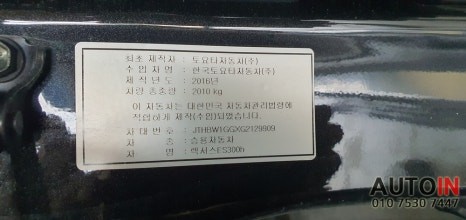 최초 제작사 : 토요타자동차(주)
수 입 자 명 : 한국토요타자동차(주)
제 작 년 도 : 2016년
차량 총중량 : 2010 kg
이 자동차는 대한민국 자동차관리법령에
적합하게 제작(수입)되었습니다.
차 대 번 호 : JTHBW1GG2G2129909
차 종 : 승용자동차
차 명 : 렉서스ES300h
AUTOIN
010 7530 7447